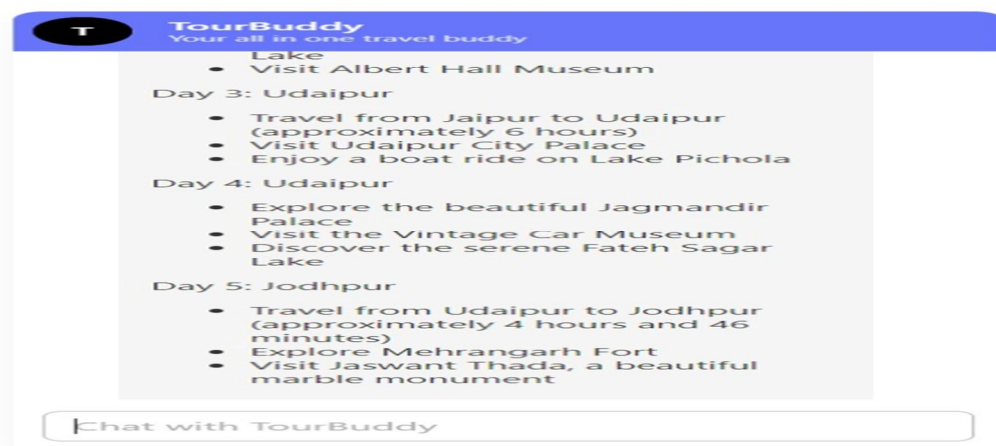 T
TourBuddy
Your all in one travel buddy
Lake
• Visit Albert Hall Museum
Day 3: Udaipur
• Travel from Jaipur to Udaipur
(approximately 6 hours)
• Visit Udaipur City Palace
• Enjoy a boat ride on Lake Pichola
Day 4: Udaipur
• Explore the beautiful Jagmandir
Palace
• Visit the Vintage Car Museum
• Discover the serene Fateh Sagar
Lake
Day 5: Jodhpur
• Travel from Udaipur to Jodhpur
(approximately 4 hours and 46
minutes)
• Explore Mehrangarh Fort
• Visit Jaswant Thada, a beautiful
marble monument
Chat with TourBuddy